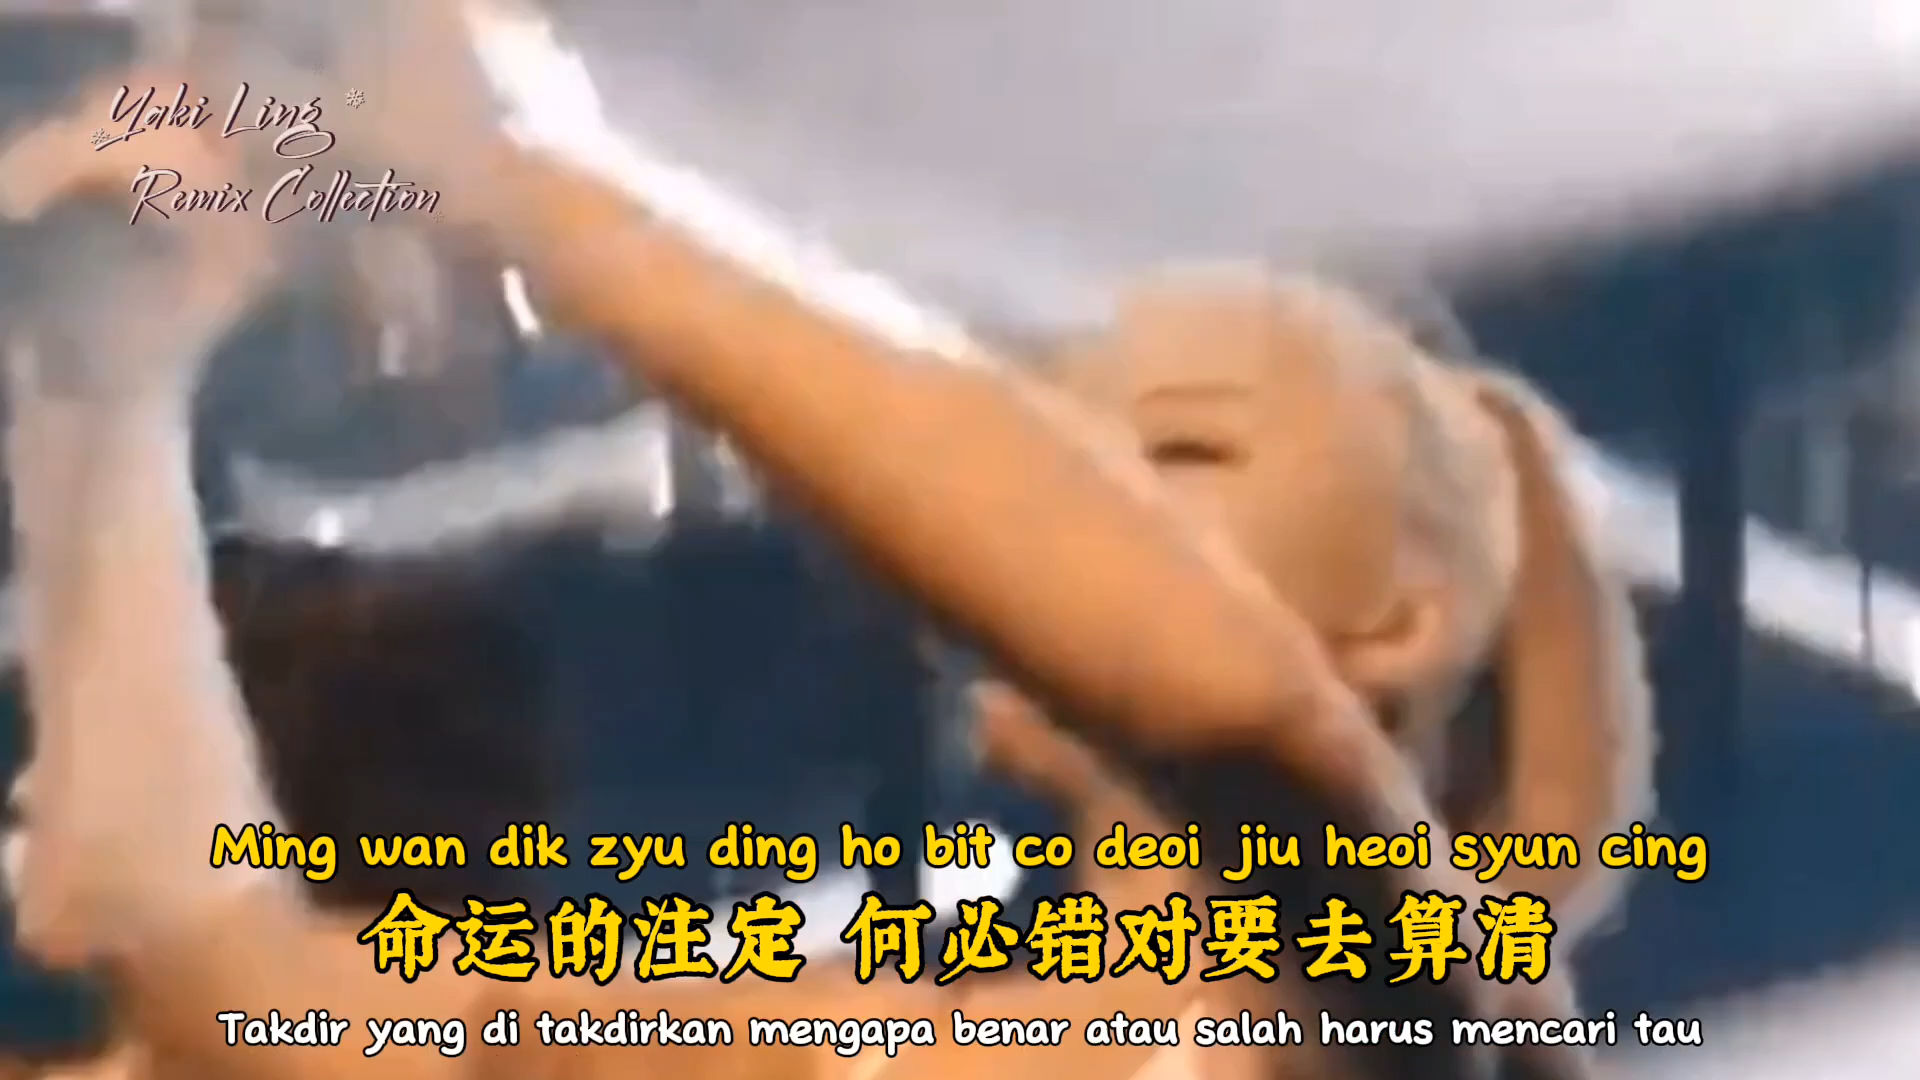 Yaki Ling
Remix Collection
Ming wan dik zyu ding ho bit co deoi jiu heoi syun cing
命运的注定 何必错对要去算清
Takdir yang di takdirkan mengapa benar atau salah harus mencari tau